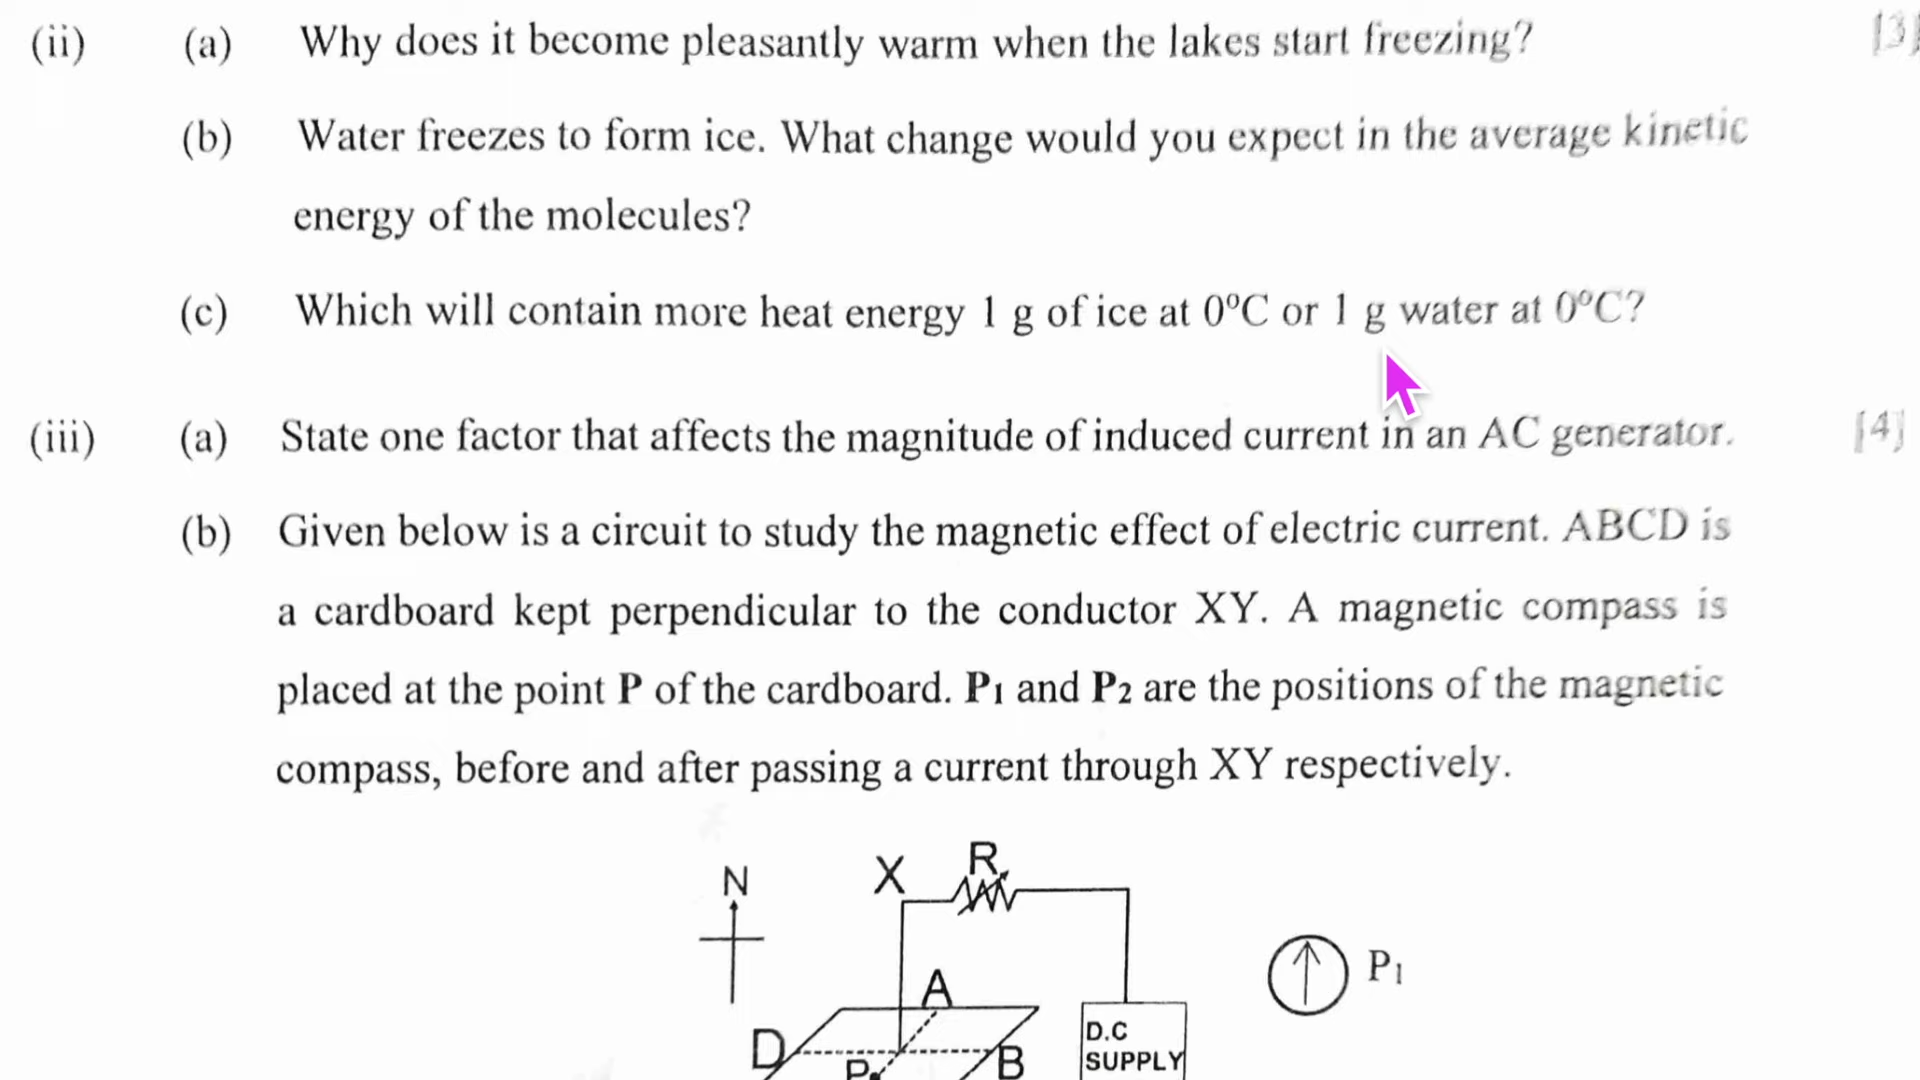 (ii) (a) Why does it become pleasantly warm when the lakes start freezing? [3]
(b) Water freezes to form ice. What change would you expect in the average kinetic
energy of the molecules?
(c) Which will contain more heat energy 1 g of ice at 0°C or 1 g water at 0°C?
(iii) (a) State one factor that affects the magnitude of induced current in an AC generator. [4]
(b) Given below is a circuit to study the magnetic effect of electric current. ABCD is
a cardboard kept perpendicular to the conductor XY. A magnetic compass is
placed at the point P of the cardboard. P1 and P2 are the positions of the magnetic
compass, before and after passing a current through XY respectively.
N X R
A P1
D B D.C
P SUPPLY